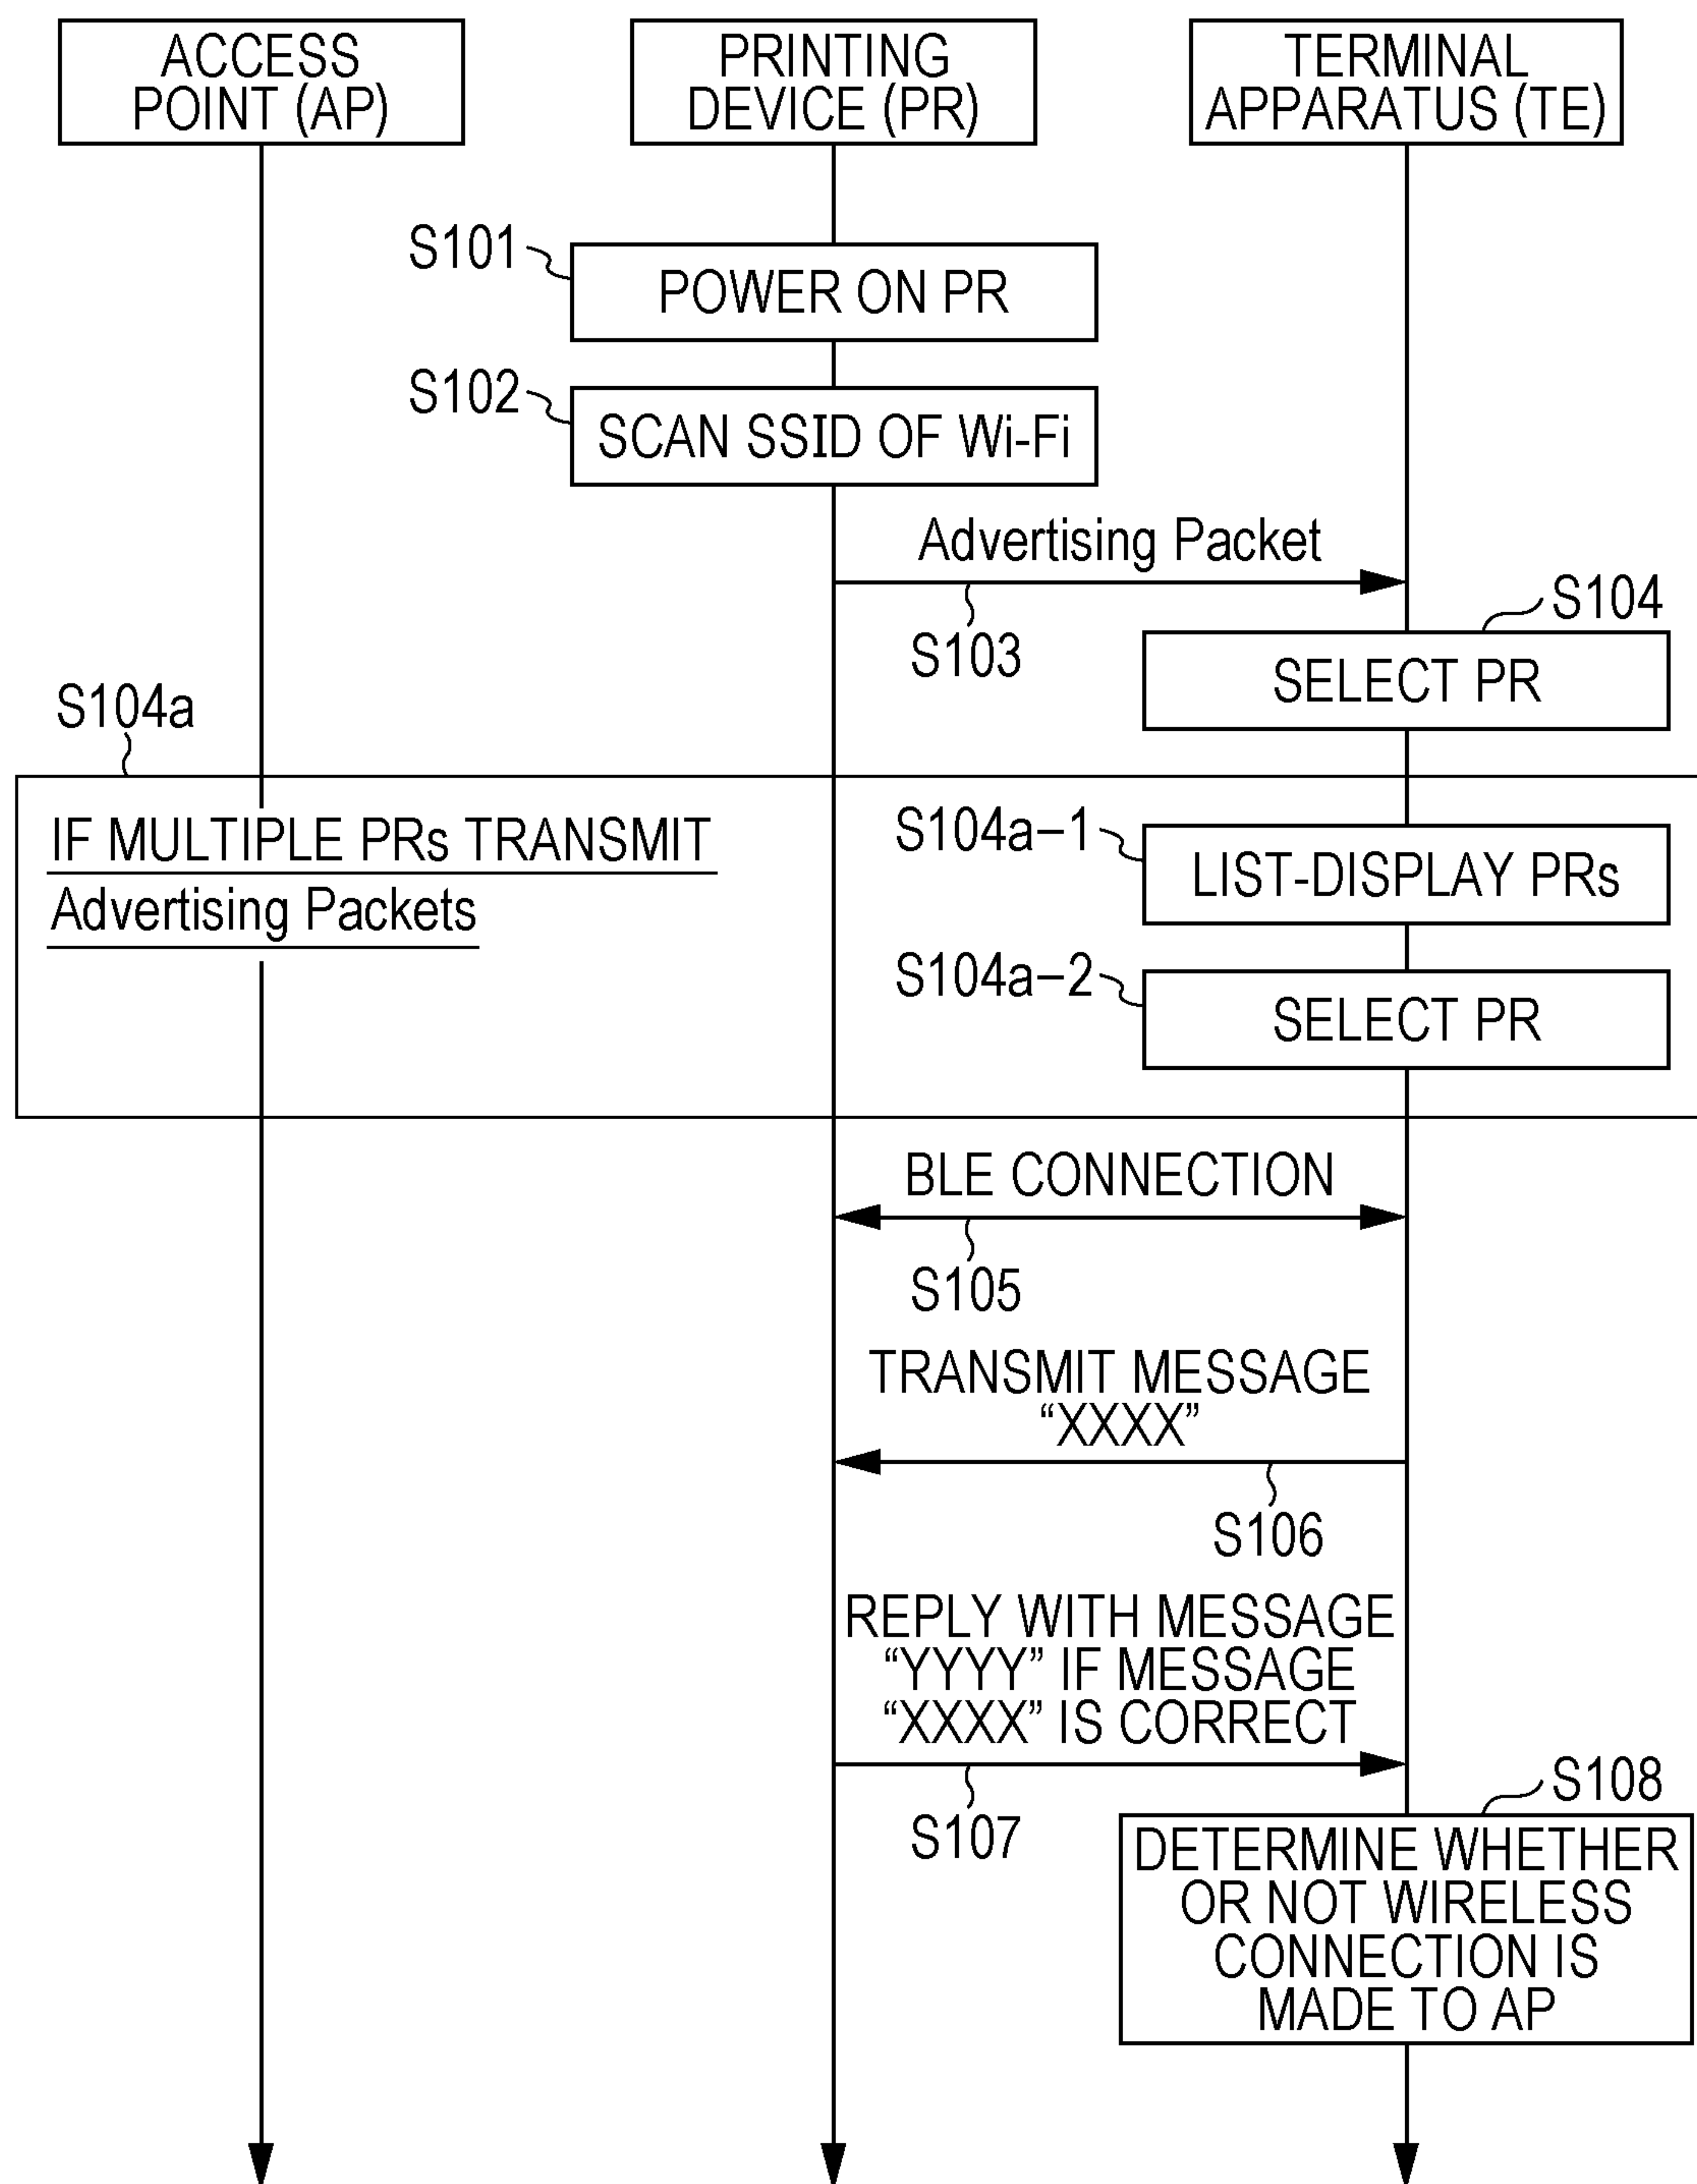 ACCESS
POINT (AP)
PRINTING
DEVICE (PR)
TERMINAL
APPARATUS (TE)
S101
POWER ON PR
S102
SCAN SSID OF Wi-Fi
Advertising Packet
S103
S104
SELECT PR
S104a
IF MULTIPLE PRs TRANSMIT
Advertising Packets
S104a–1
LIST-DISPLAY PRs
S104a–2
SELECT PR
BLE CONNECTION
S105
TRANSMIT MESSAGE
“XXXX”
S106
REPLY WITH MESSAGE
“YYYY” IF MESSAGE
“XXXX” IS CORRECT
S107
S108
DETERMINE WHETHER
OR NOT WIRELESS
CONNECTION IS
MADE TO AP